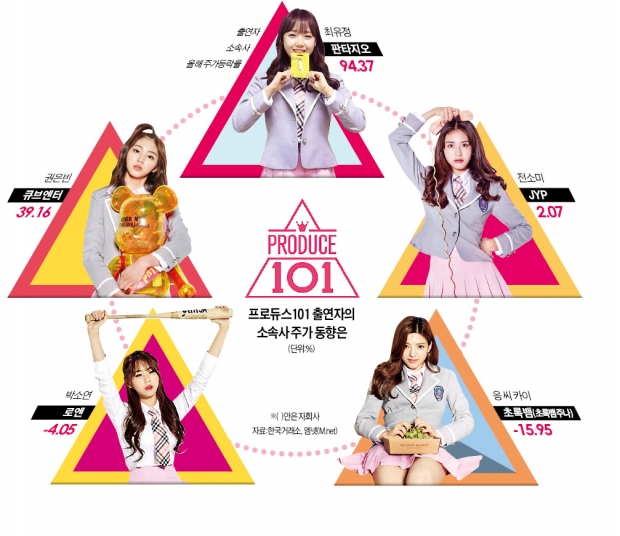 출연자
소속사
올해 주가등락률
최유정
판타지오
94.37
권은빈
큐브엔터
39.16
전소미
JYP
2.07
PRODUCE
101
프로듀스101 출연자의
소속사 주가 동향은
(단위:%)
박소연
로엔
-4.05
응씨카이
초록뱀(초록뱀주나)
-15.95
※( )안은 자회사
자료:한국거래소, 엠넷(M.net)